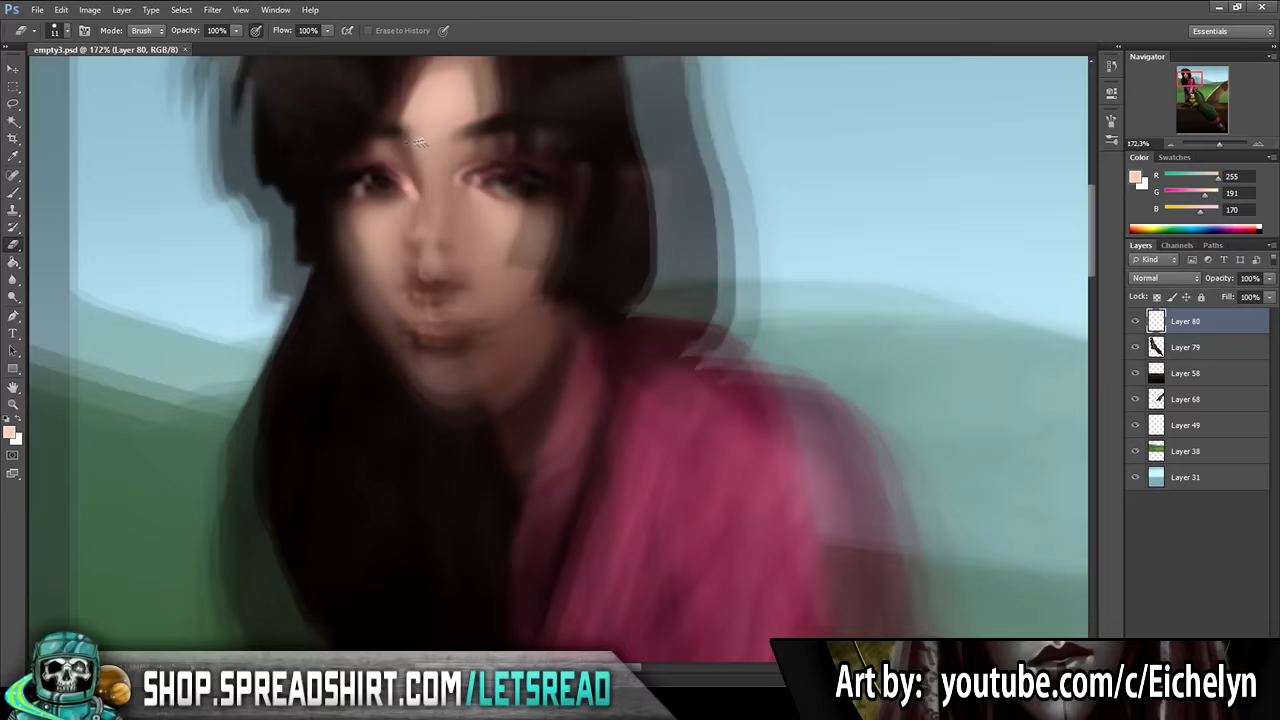 Ps File Edit Image Layer Type Select Filter View Window Help
11 Mode: Brush Opacity: 100% Flow: 100% Erase to History Essentials
empty3.psd @ 172% (Layer 80, RGB/8) ×
Navigator
172,3%
Color Swatches
R 255
G 191
B 170
Layers Channels Paths
Kind
Normal Opacity: 100%
Lock: Fill: 100%
Layer 80
Layer 79
Layer 58
Layer 68
Layer 49
Layer 38
Layer 31
SHOP.SPREADSHIRT.COM/LETSREAD
Art by: youtube.com/c/Eichelyn